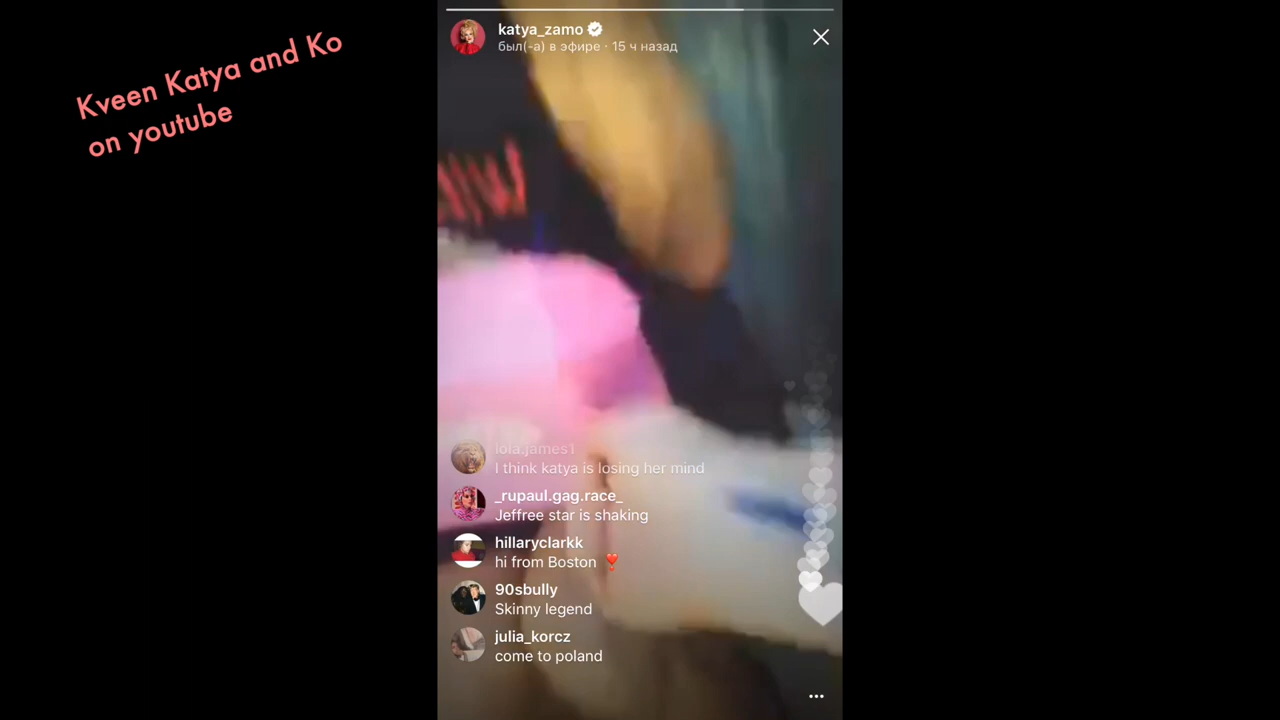 Kveen Katya and Ko
on youtube
katya_zamo
был(-а) в эфире · 15 ч назад
lola.james1
I think katya is losing her mind
_rupaul.gag.race_
Jeffree star is shaking
hillaryclarkk
hi from Boston ❣️
90sbully
Skinny legend
julia_korcz
come to poland